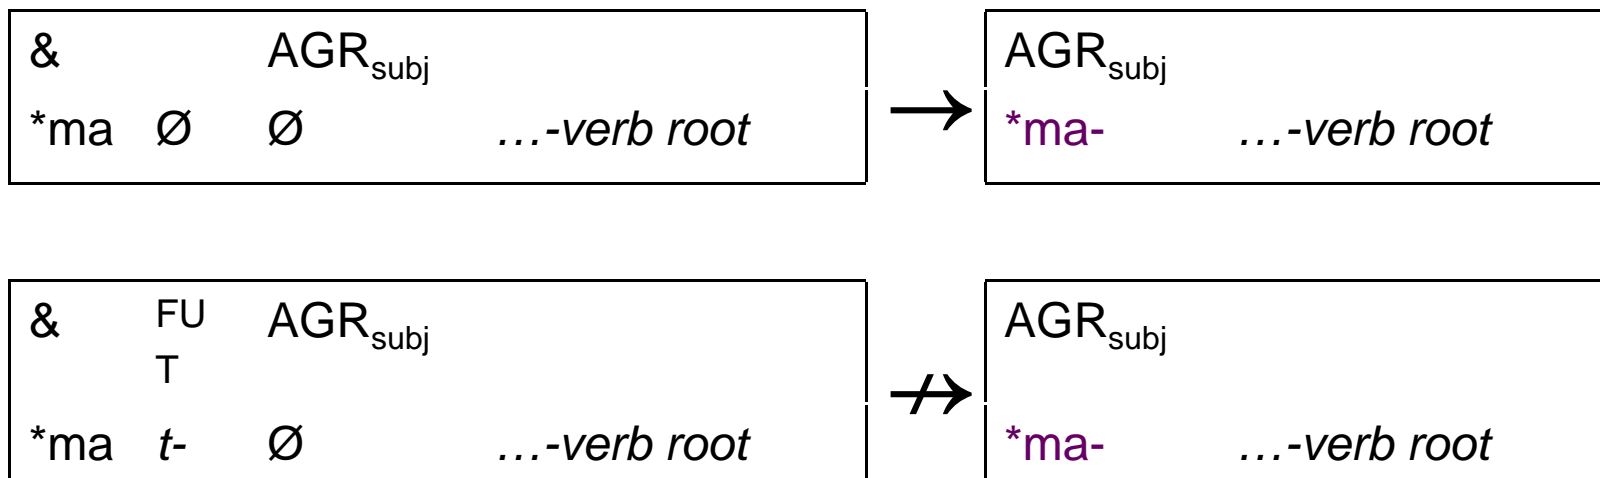 & AGRsubj
*ma Ø Ø …-verb root
→
AGRsubj
*ma- …-verb root
& FU AGRsubj
T
*ma t- Ø …-verb root
↛
AGRsubj
*ma- …-verb root